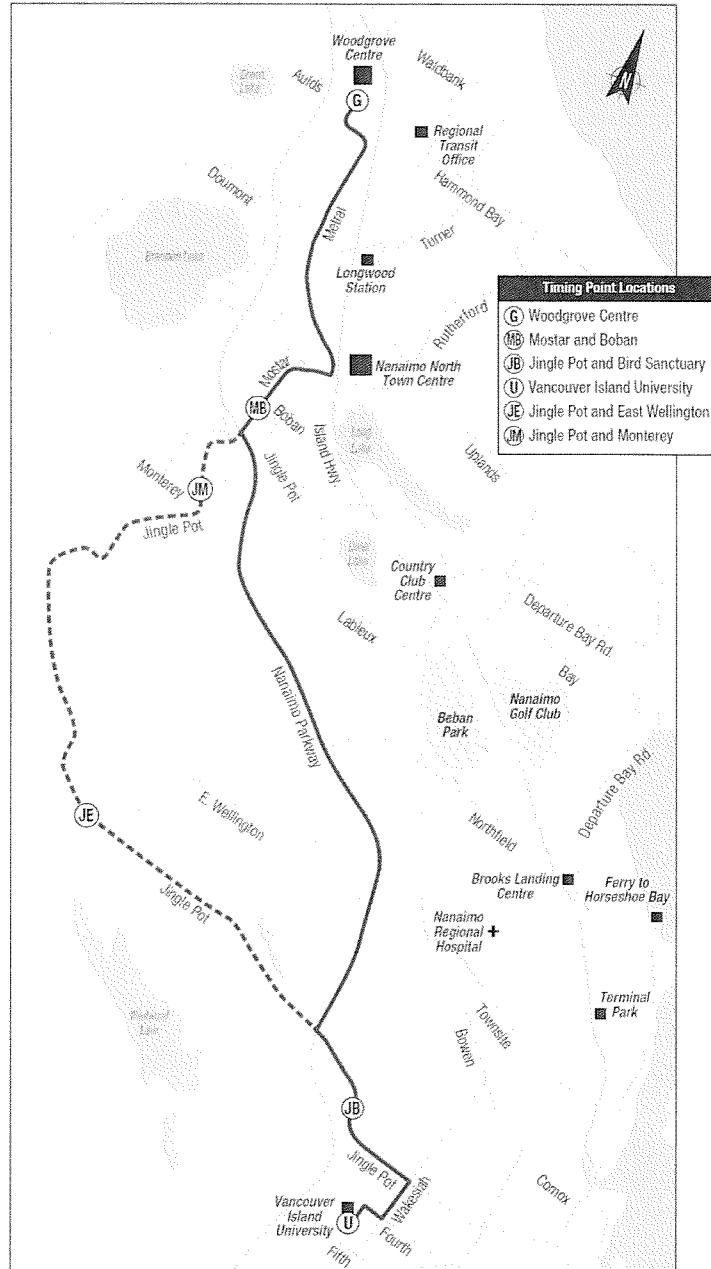 Woodgrove
Centre
G
Aulds
Waldbank
N
Regional
Transit
Office
Doumont
Hammond Bay
Metral
Turner
Longwood
Station
Timing Point Locations
G Woodgrove Centre
MB Mostar and Boban
JB Jingle Pot and Bird Sanctuary
U Vancouver Island University
JE Jingle Pot and East Wellington
JM Jingle Pot and Monterey
Rutherford
Nanaimo North
Town Centre
Mostar
MB
Boban
Island Hwy.
Long
Lake
Jingle Pot
Uplands
Monterey
JM
Jingle Pot
Country
Club
Centre
Labieux
Departure Bay Rd.
Bay
Nanaimo Parkway
Beban
Park
Nanaimo
Golf Club
Departure Bay Rd.
E. Wellington
JE
Northfield
Jingle Pot
Brooks Landing
Centre
Ferry to
Horseshoe Bay
Nanaimo
Regional
Hospital
Terminal
Park
Townsite
Bowen
JB
Jingle Pot
Wakesiah
Comox
Vancouver
Island
University
U
Fourth
Fifth